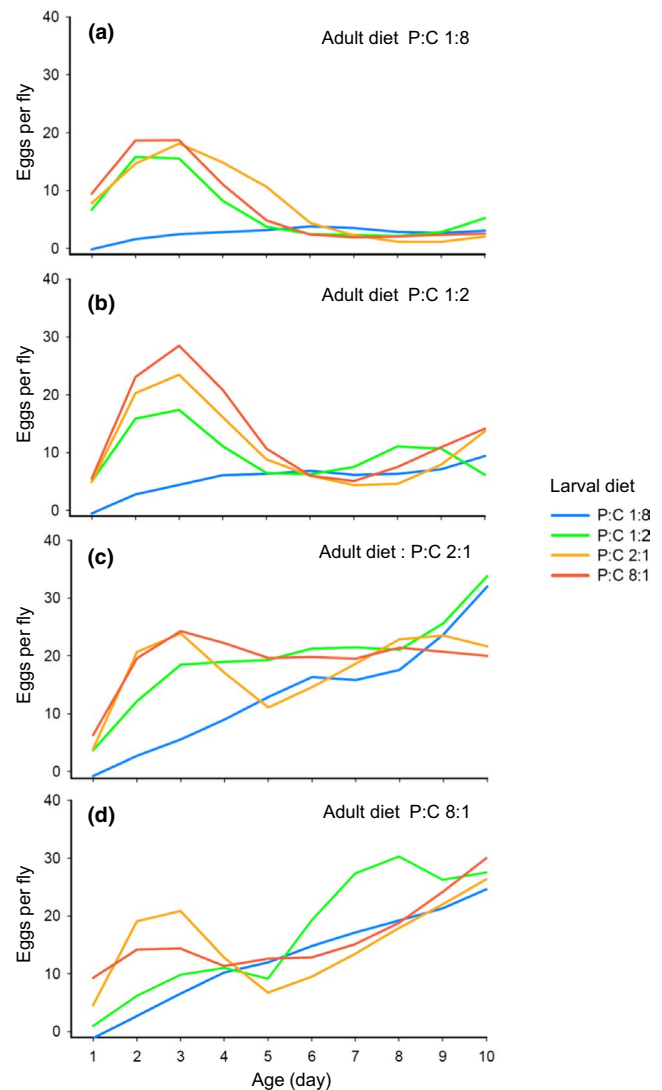 (a)
Adult diet P:C 1:8
40
30
20
10
0
Eggs per fly
(b)
Adult diet P:C 1:2
40
30
20
10
0
Eggs per fly
Larval diet
P:C 1:8
P:C 1:2
P:C 2:1
P:C 8:1
(c)
Adult diet : P:C 2:1
40
30
20
10
0
Eggs per fly
(d)
Adult diet P:C 8:1
40
30
20
10
0
Eggs per fly
1 2 3 4 5 6 7 8 9 10
Age (day)